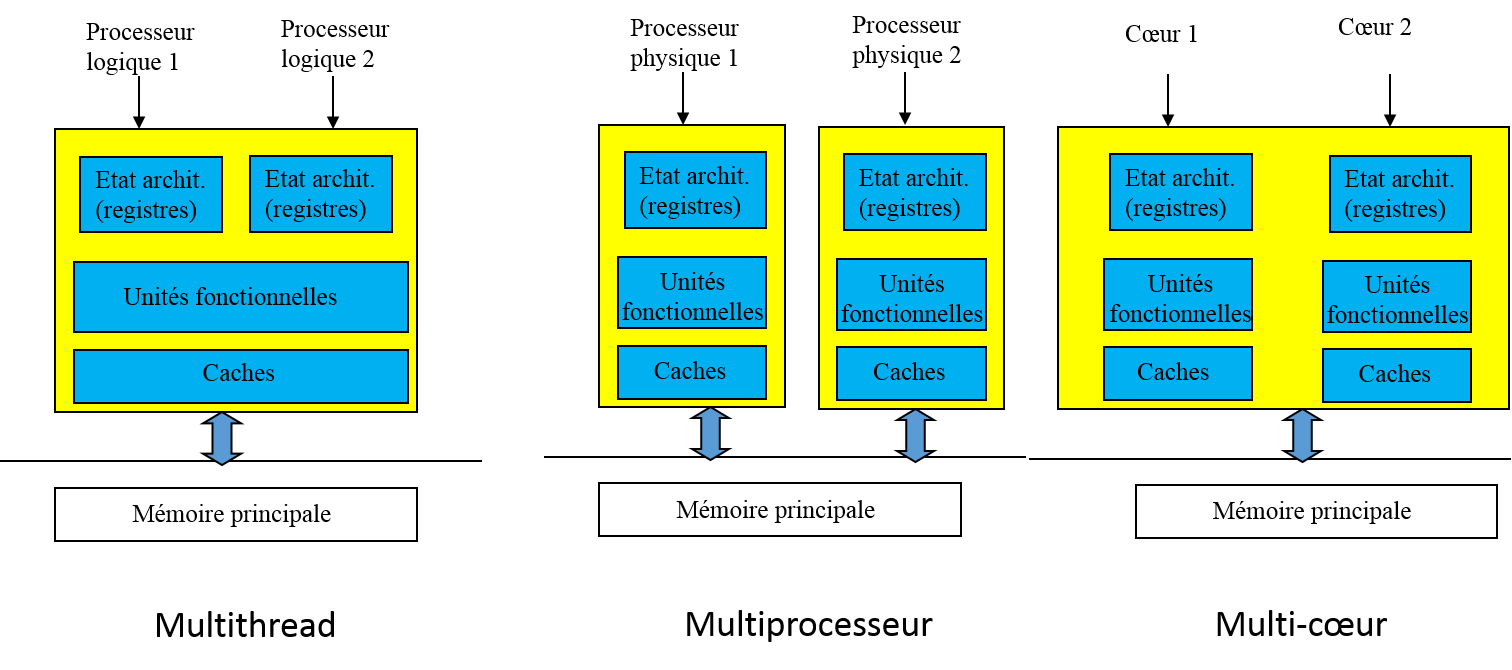 Processeur
logique 1
Processeur
logique 2
Etat archit.
(registres)
Etat archit.
(registres)
Unités fonctionnelles
Caches
Mémoire principale
Multithread
Processeur
physique 1
Processeur
physique 2
Etat archit.
(registres)
Etat archit.
(registres)
Unités
fonctionnelles
Unités
fonctionnelles
Caches
Caches
Mémoire principale
Multiprocesseur
Cœur 1
Cœur 2
Etat archit.
(registres)
Etat archit.
(registres)
Unités
fonctionnelles
Unités
fonctionnelles
Caches
Caches
Mémoire principale
Multi-cœur